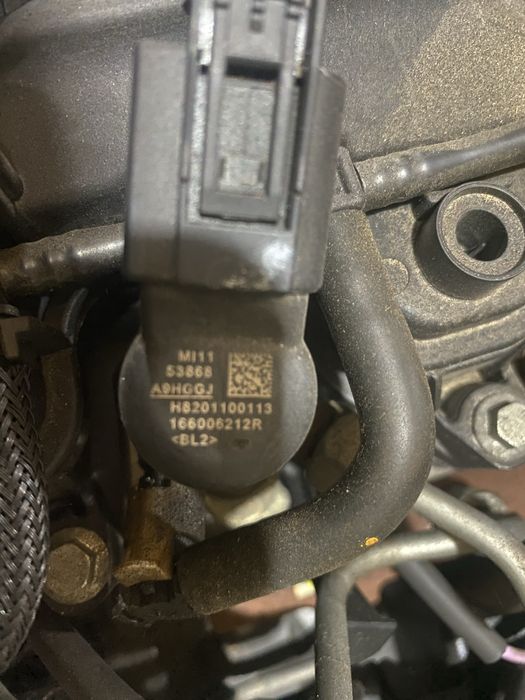 MI11
53868
A9HGGJ
H8201100113
166006212R
<BL2>